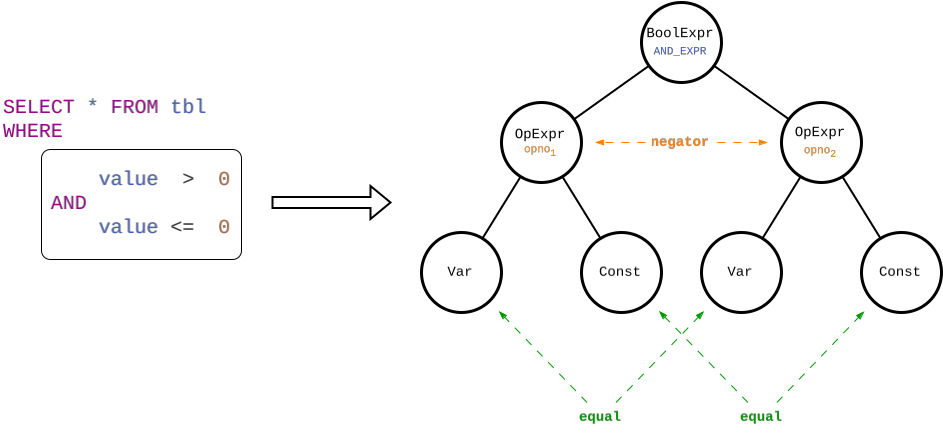 SELECT * FROM tbl
WHERE
value > 0
AND
value <= 0
BoolExpr
AND_EXPR
OpExpr
opno1
negator
OpExpr
opno2
Var
Const
Var
Const
equal
equal